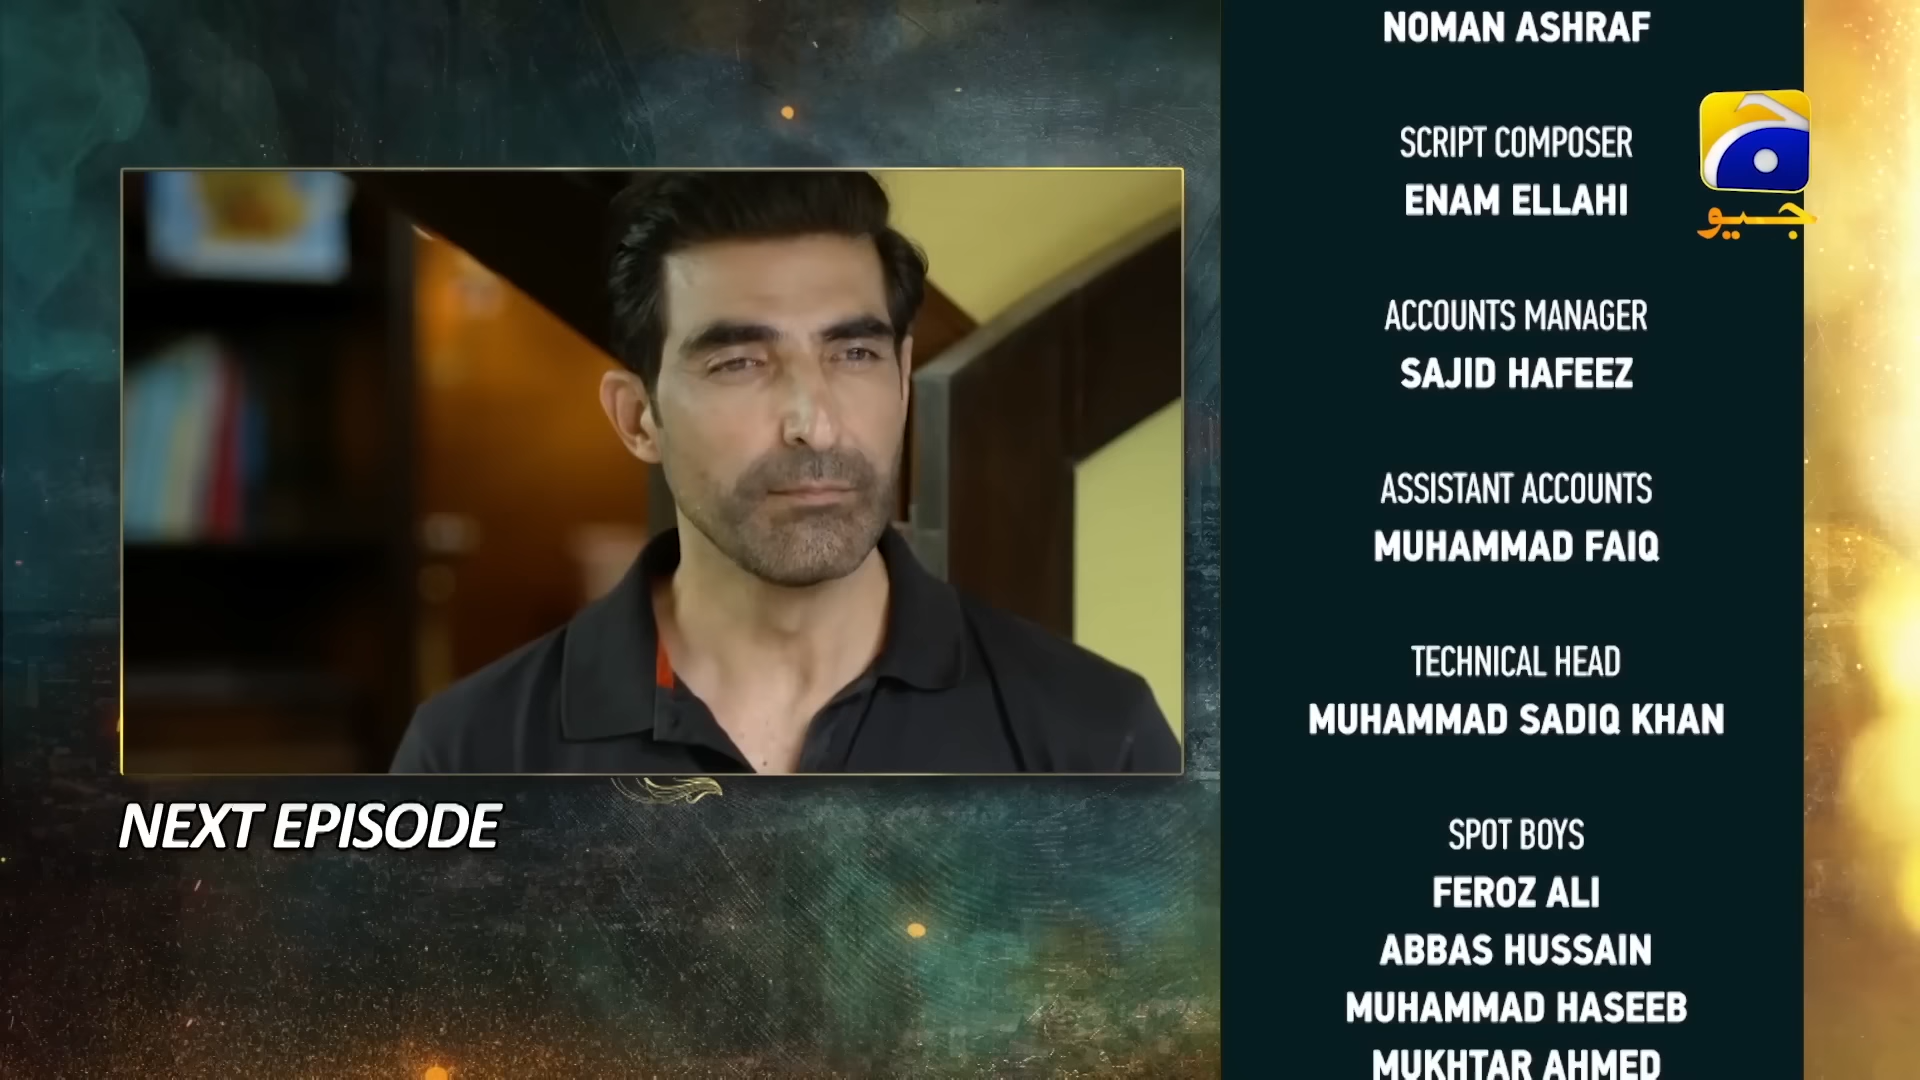 NOMAN ASHRAF
SCRIPT COMPOSER
ENAM ELLAHI
جیو
ACCOUNTS MANAGER
SAJID HAFEEZ
ASSISTANT ACCOUNTS
MUHAMMAD FAIQ
TECHNICAL HEAD
MUHAMMAD SADIQ KHAN
SPOT BOYS
FEROZ ALI
ABBAS HUSSAIN
MUHAMMAD HASEEB
MUKHTAR AHMED
NEXT EPISODE